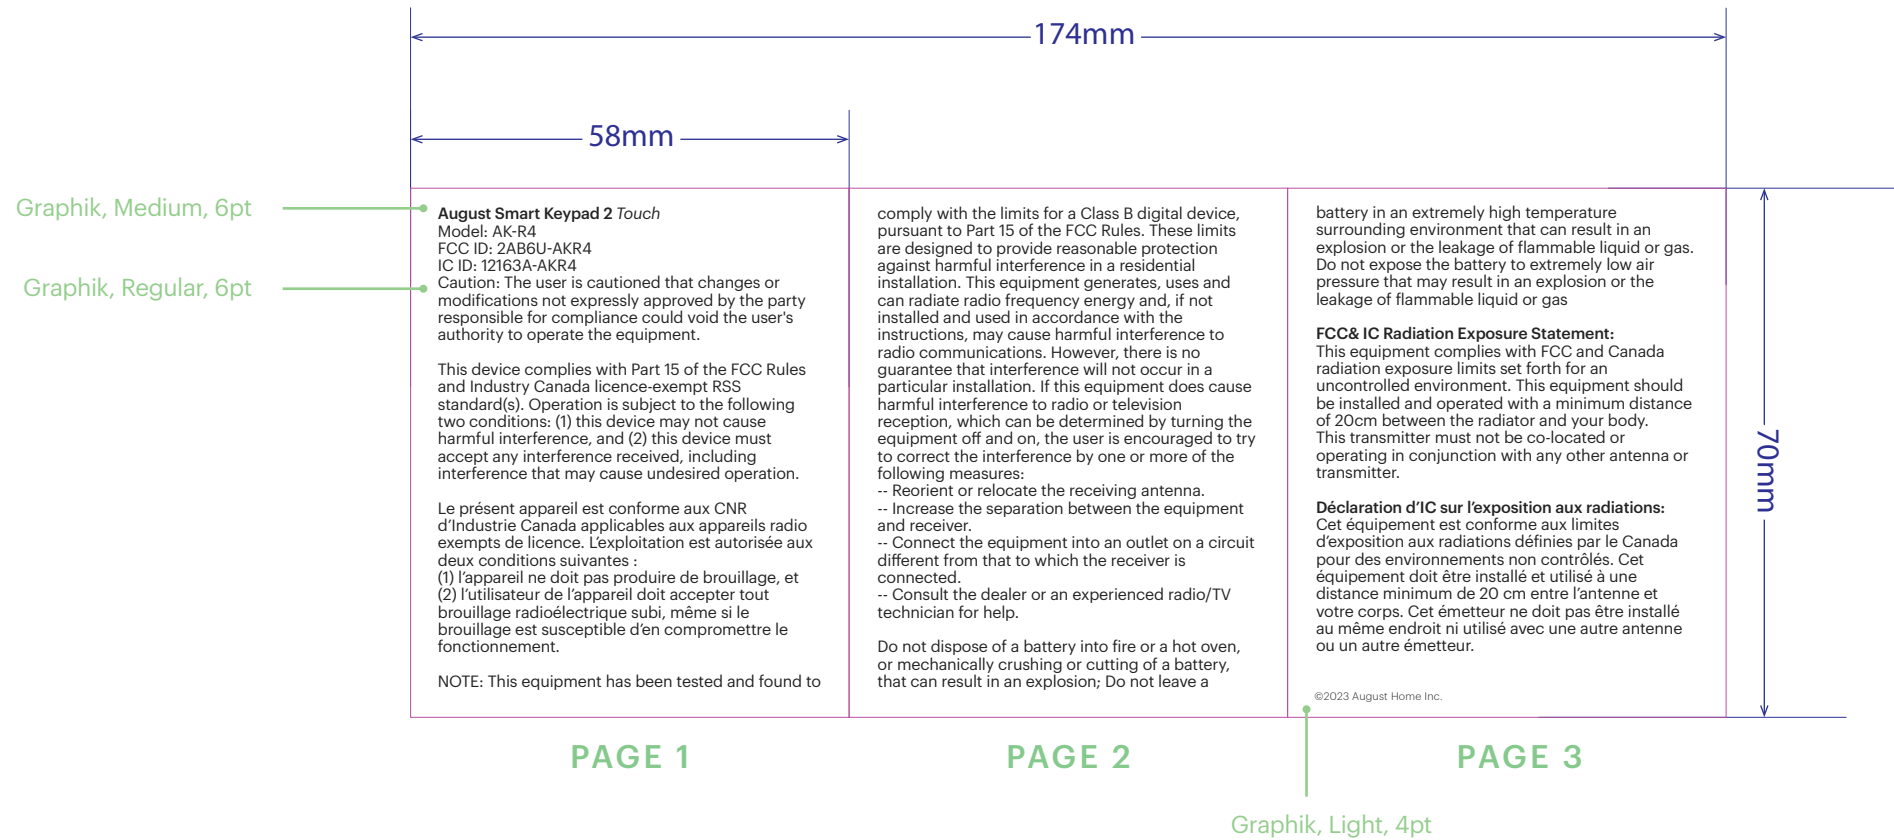 174mm
58mm
Graphik, Medium, 6pt
Graphik, Regular, 6pt
August Smart Keypad 2 Touch
Model: AK-R4
FCC ID: 2AB6U-AKR4
IC ID: 12163A-AKR4
Caution: The user is cautioned that changes or
modifications not expressly approved by the party
responsible for compliance could void the user's
authority to operate the equipment.
This device complies with Part 15 of the FCC Rules
and Industry Canada licence-exempt RSS
standard(s). Operation is subject to the following
two conditions: (1) this device may not cause
harmful interference, and (2) this device must
accept any interference received, including
interference that may cause undesired operation.
Le présent appareil est conforme aux CNR
d’Industrie Canada applicables aux appareils radio
exempts de licence. L’exploitation est autorisée aux
deux conditions suivantes :
(1) l’appareil ne doit pas produire de brouillage, et
(2) l’utilisateur de l’appareil doit accepter tout
brouillage radioélectrique subi, même si le
brouillage est susceptible d’en compromettre le
fonctionnement.
NOTE: This equipment has been tested and found to
comply with the limits for a Class B digital device,
pursuant to Part 15 of the FCC Rules. These limits
are designed to provide reasonable protection
against harmful interference in a residential
installation. This equipment generates, uses and
can radiate radio frequency energy and, if not
installed and used in accordance with the
instructions, may cause harmful interference to
radio communications. However, there is no
guarantee that interference will not occur in a
particular installation. If this equipment does cause
harmful interference to radio or television
reception, which can be determined by turning the
equipment off and on, the user is encouraged to try
to correct the interference by one or more of the
following measures:
-- Reorient or relocate the receiving antenna.
-- Increase the separation between the equipment
and receiver.
-- Connect the equipment into an outlet on a circuit
different from that to which the receiver is
connected.
-- Consult the dealer or an experienced radio/TV
technician for help.
Do not dispose of a battery into fire or a hot oven,
or mechanically crushing or cutting of a battery,
that can result in an explosion; Do not leave a
battery in an extremely high temperature
surrounding environment that can result in an
explosion or the leakage of flammable liquid or gas.
Do not expose the battery to extremely low air
pressure that may result in an explosion or the
leakage of flammable liquid or gas
FCC& IC Radiation Exposure Statement:
This equipment complies with FCC and Canada
radiation exposure limits set forth for an
uncontrolled environment. This equipment should
be installed and operated with a minimum distance
of 20cm between the radiator and your body.
This transmitter must not be co-located or
operating in conjunction with any other antenna or
transmitter.
Déclaration d’IC sur l’exposition aux radiations:
Cet équipement est conforme aux limites
d’exposition aux radiations définies par le Canada
pour des environnements non contrôlés. Cet
équipement doit être installé et utilisé à une
distance minimum de 20 cm entre l’antenne et
votre corps. Cet émetteur ne doit pas être installé
au même endroit ni utilisé avec une autre antenne
ou un autre émetteur.
©2023 August Home Inc.
70mm
PAGE 1
PAGE 2
PAGE 3
Graphik, Light, 4pt